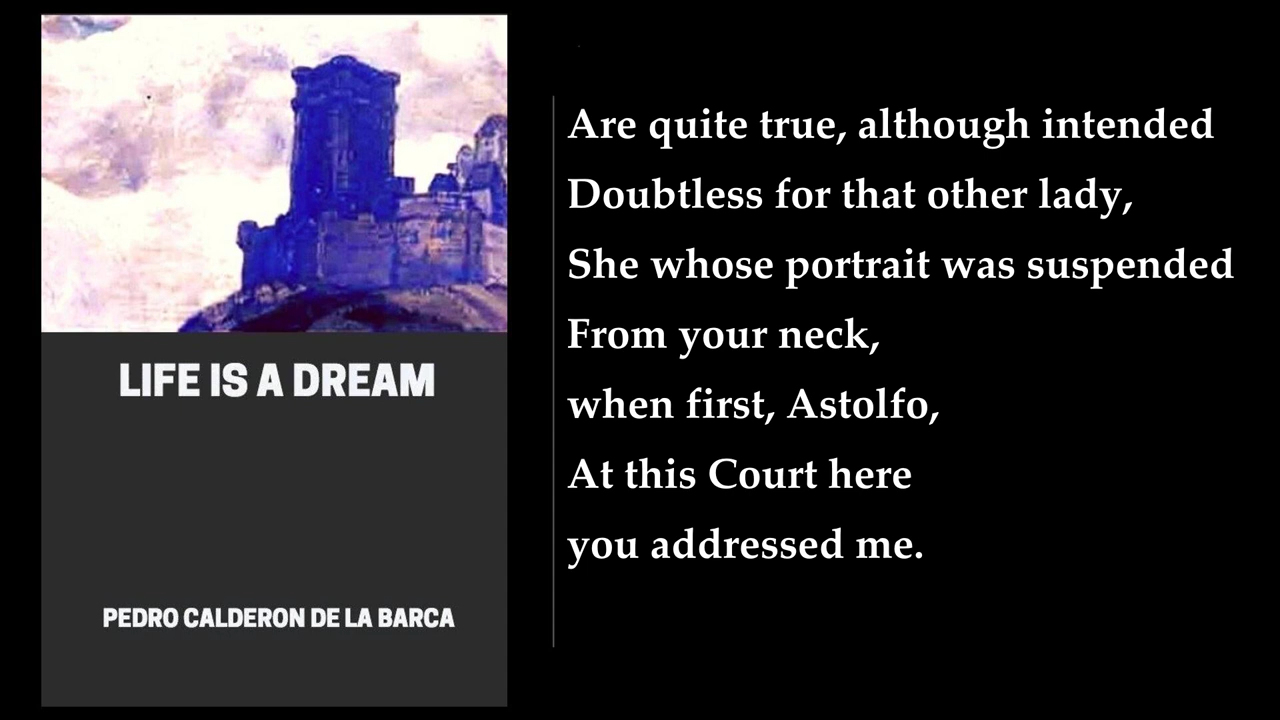 LIFE IS A DREAM
PEDRO CALDERON DE LA BARCA
Are quite true, although intended
Doubtless for that other lady,
She whose portrait was suspended
From your neck,
when first, Astolfo,
At this Court here
you addressed me.